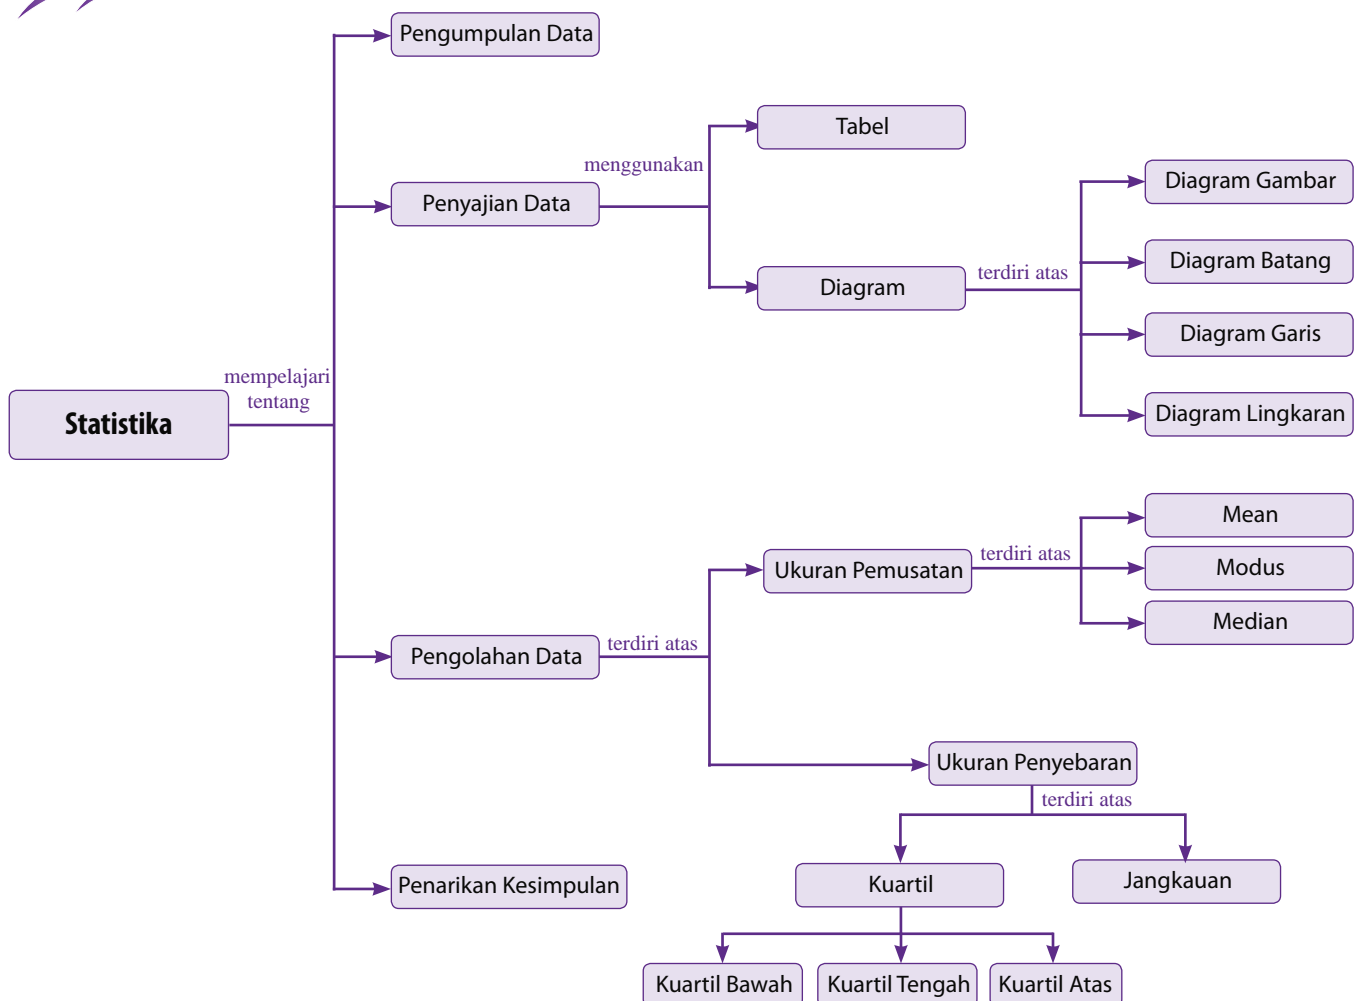 Pengumpulan Data
Tabel
menggunakan
Penyajian Data
Diagram
terdiri atas
Diagram Gambar
Diagram Batang
Diagram Garis
Diagram Lingkaran
mempelajari
tentang
Statistika
Pengolahan Data
terdiri atas
Ukuran Pemusatan
terdiri atas
Mean
Modus
Median
Ukuran Penyebaran
terdiri atas
Kuartil
Jangkauan
Kuartil Bawah
Kuartil Tengah
Kuartil Atas
Penarikan Kesimpulan